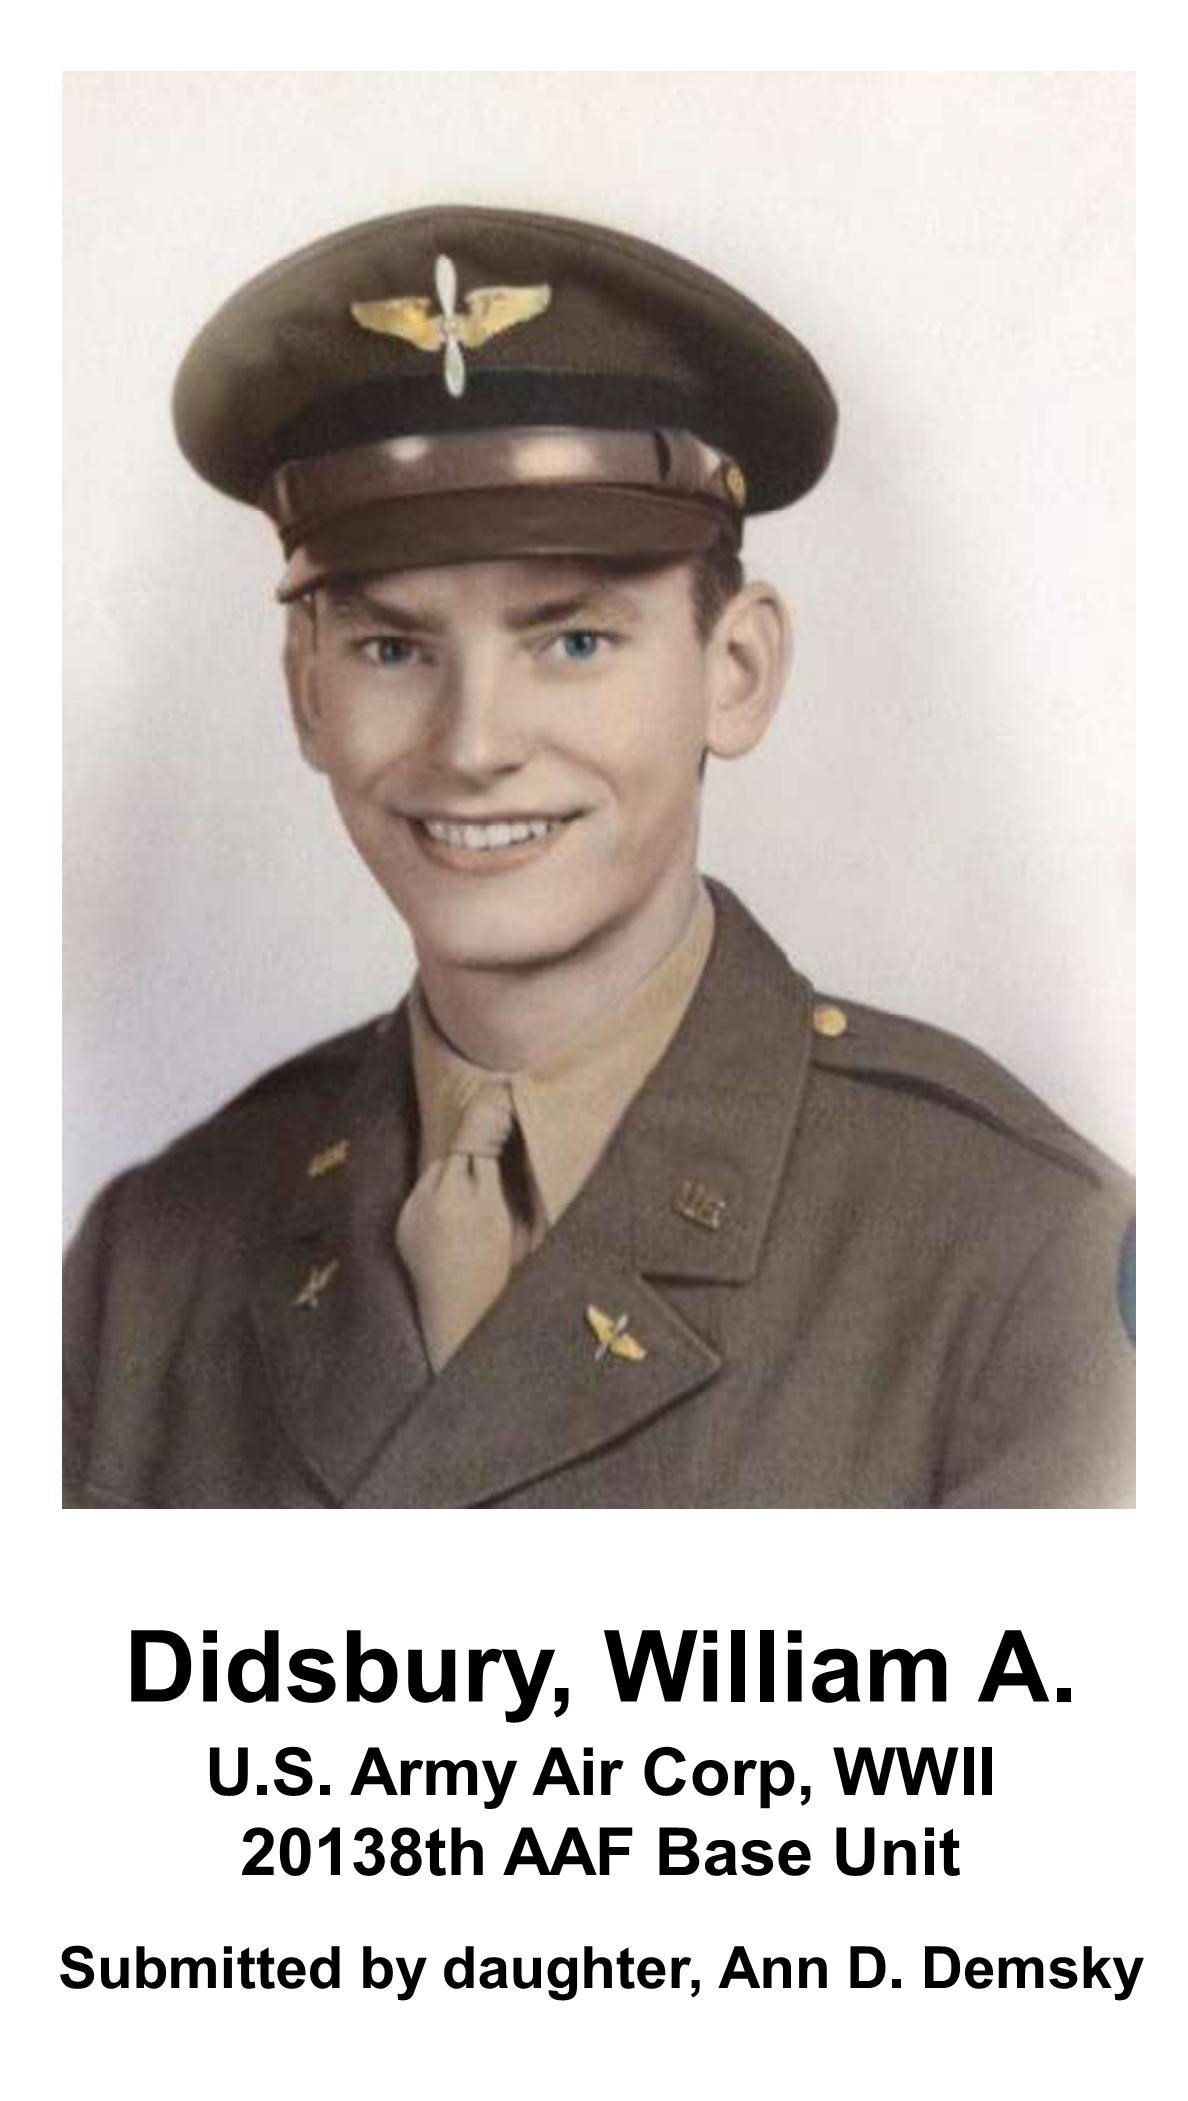 U.S.
Didsbury, William A.
U.S. Army Air Corp, WWII
20138th AAF Base Unit
Submitted by daughter, Ann D. Demsky